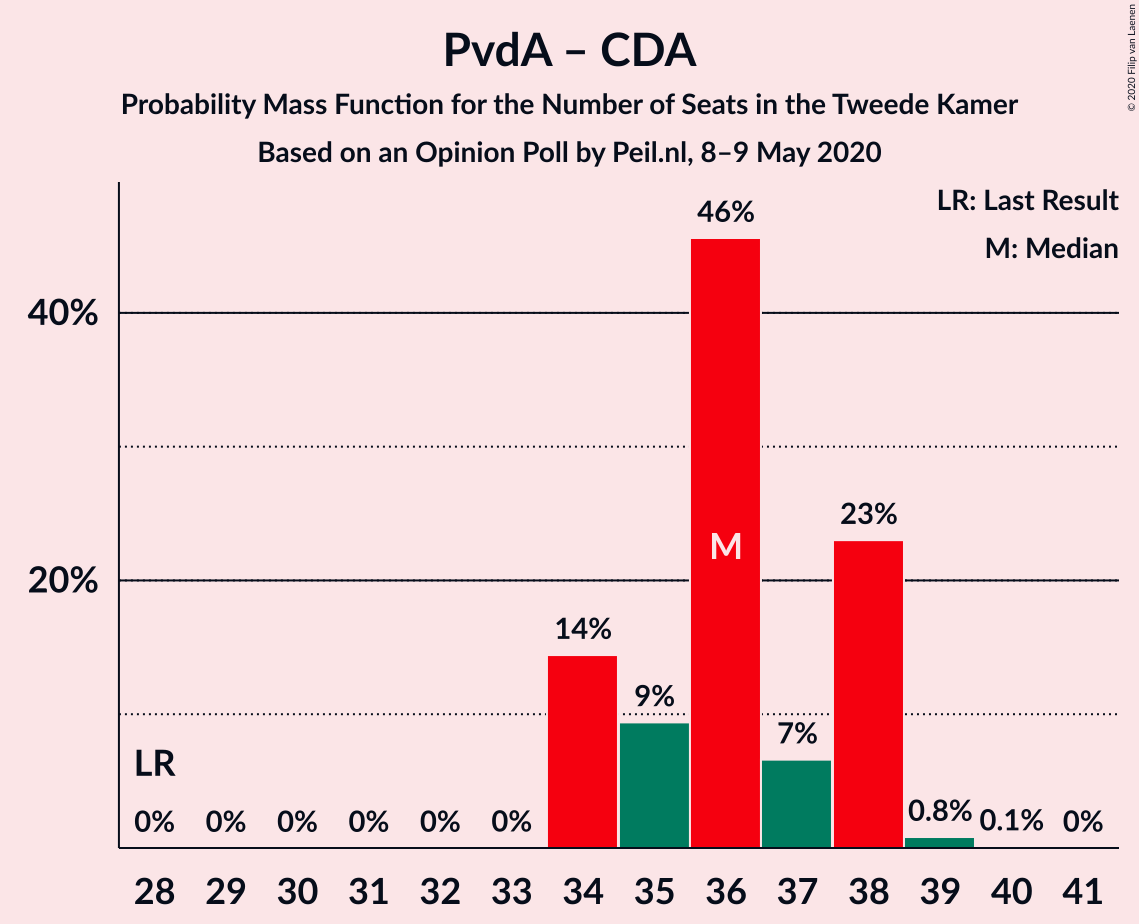 PvdA – CDA
Probability Mass Function for the Number of Seats in the Tweede Kamer
Based on an Opinion Poll by Peil.nl, 8–9 May 2020
© 2020 Filip van Laenen
LR: Last Result
M: Median
46%
40%
23%
M
20%
14%
9%
7%
LR
0% 0% 0% 0% 0% 0% 0.8% 0.1% 0%
28 29 30 31 32 33 34 35 36 37 38 39 40 41